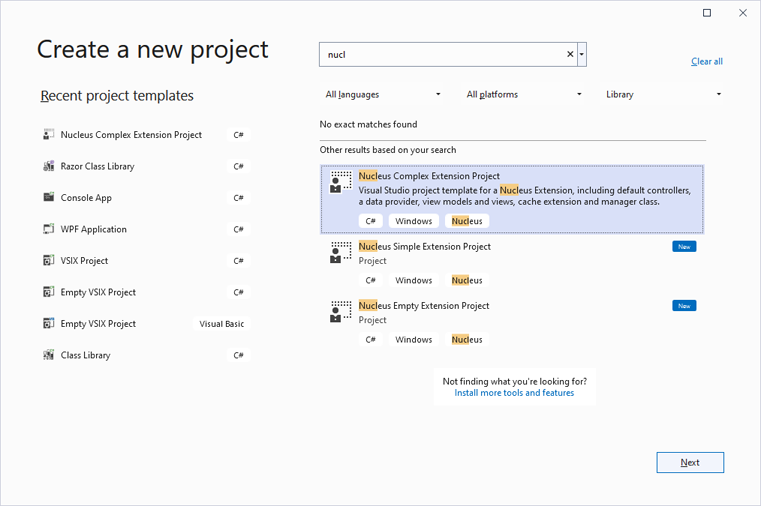 Create a new project
nucl
Clear all
Recent project templates
All languages
All platforms
Library
No exact matches found
Other results based on your search
Nucleus Complex Extension Project C#
Razor Class Library C#
Console App C#
WPF Application C#
VSIX Project C#
Empty VSIX Project C#
Empty VSIX Project Visual Basic
Class Library C#
Nucleus Complex Extension Project
Visual Studio project template for a Nucleus Extension, including default controllers,
a data provider, view models and views, cache extension and manager class.
C# Windows Nucleus
Nucleus Simple Extension Project New
Project
C# Windows Nucleus
Nucleus Empty Extension Project New
Project
C# Windows Nucleus
Not finding what you're looking for?
Install more tools and features
Next